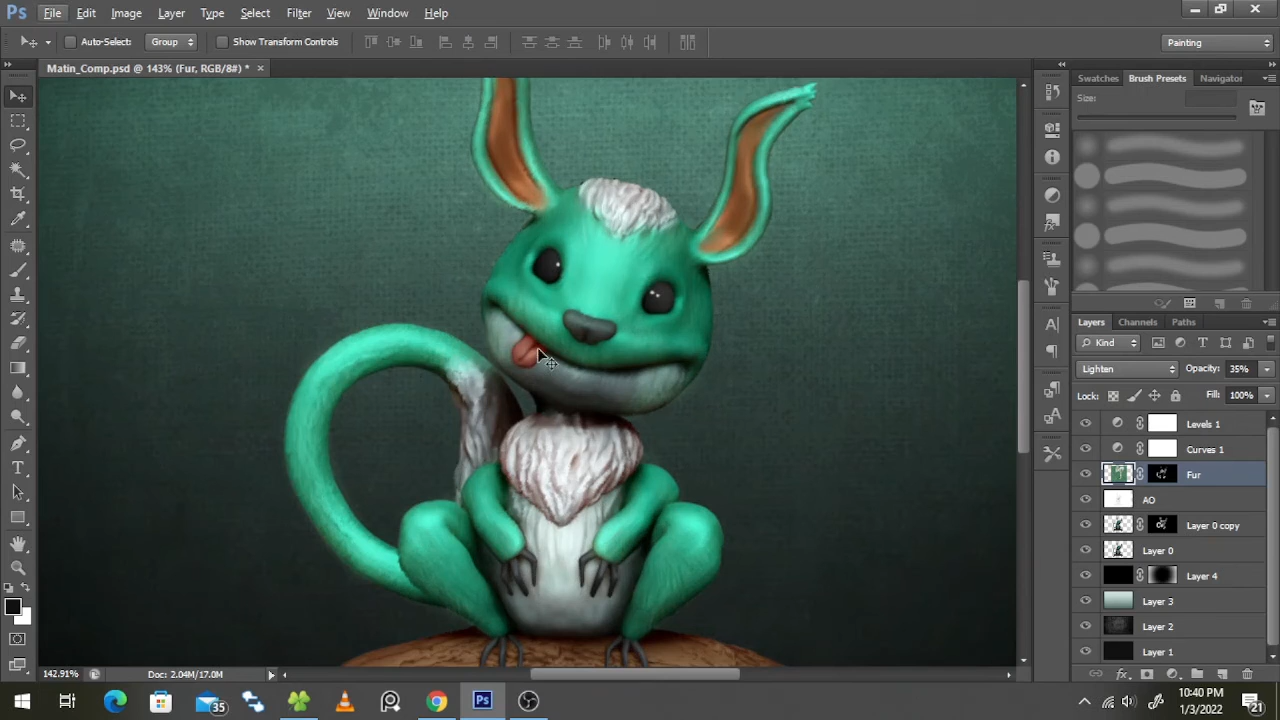 Ps File Edit Image Layer Type Select Filter View Window Help
Auto-Select: Group Show Transform Controls Painting
Matin_Comp.psd @ 143% (Fur, RGB/8#) *
Swatches Brush Presets Navigator
Size:
Layers Channels Paths
Kind
Lighten Opacity: 35%
Lock: Fill: 100%
Levels 1
Curves 1
Fur
AO
Layer 0 copy
Layer 0
Layer 4
Layer 3
Layer 2
Layer 1
142.91% Doc: 2.04M/17.0M
35 Ps 10:40 PM
1/3/2022 21